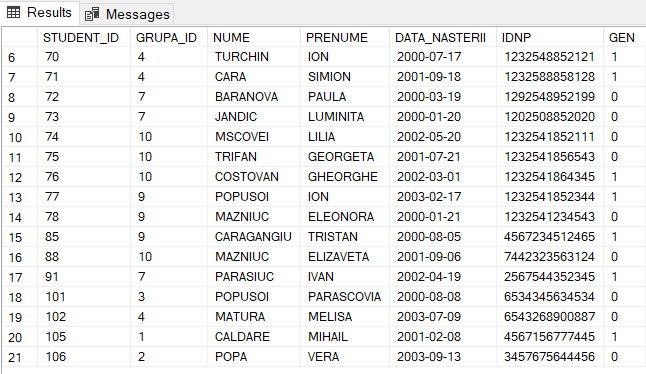 Results Messages
STUDENT_ID GRUPA_ID NUME PRENUME DATA_NASTERII IDNP GEN
6 70 4 TURCHIN ION 2000-07-17 1232548852121 1
7 71 4 CARA SIMION 2001-09-18 1232588858128 1
8 72 7 BARANOVA PAULA 2000-03-19 1292548952199 0
9 73 7 JANDIC LUMINITA 2000-01-20 1202508852020 0
10 74 10 MSCOVEI LILIA 2002-05-20 1232541852111 0
11 75 10 TRIFAN GEORGETA 2001-07-21 1232541856543 0
12 76 10 COSTOVAN GHEORGHE 2002-03-01 1232541864345 1
13 77 9 POPUSOI ION 2003-02-17 1232541852344 1
14 78 9 MAZNIUC ELEONORA 2000-01-21 1232541234543 0
15 85 9 CARAGANGIU TRISTAN 2000-08-05 4567234512465 1
16 88 10 MAZNIUC ELIZAVETA 2001-09-06 7442323563124 0
17 91 7 PARASIUC IVAN 2002-04-19 2567544352345 1
18 101 3 POPUSOI PARASCOVIA 2000-08-08 6534345634534 0
19 102 4 MATURA MELISA 2003-07-09 6543268900887 0
20 105 1 CALDARE MIHAIL 2001-02-08 4567156777445 1
21 106 2 POPA VERA 2003-09-13 3457675644456 0